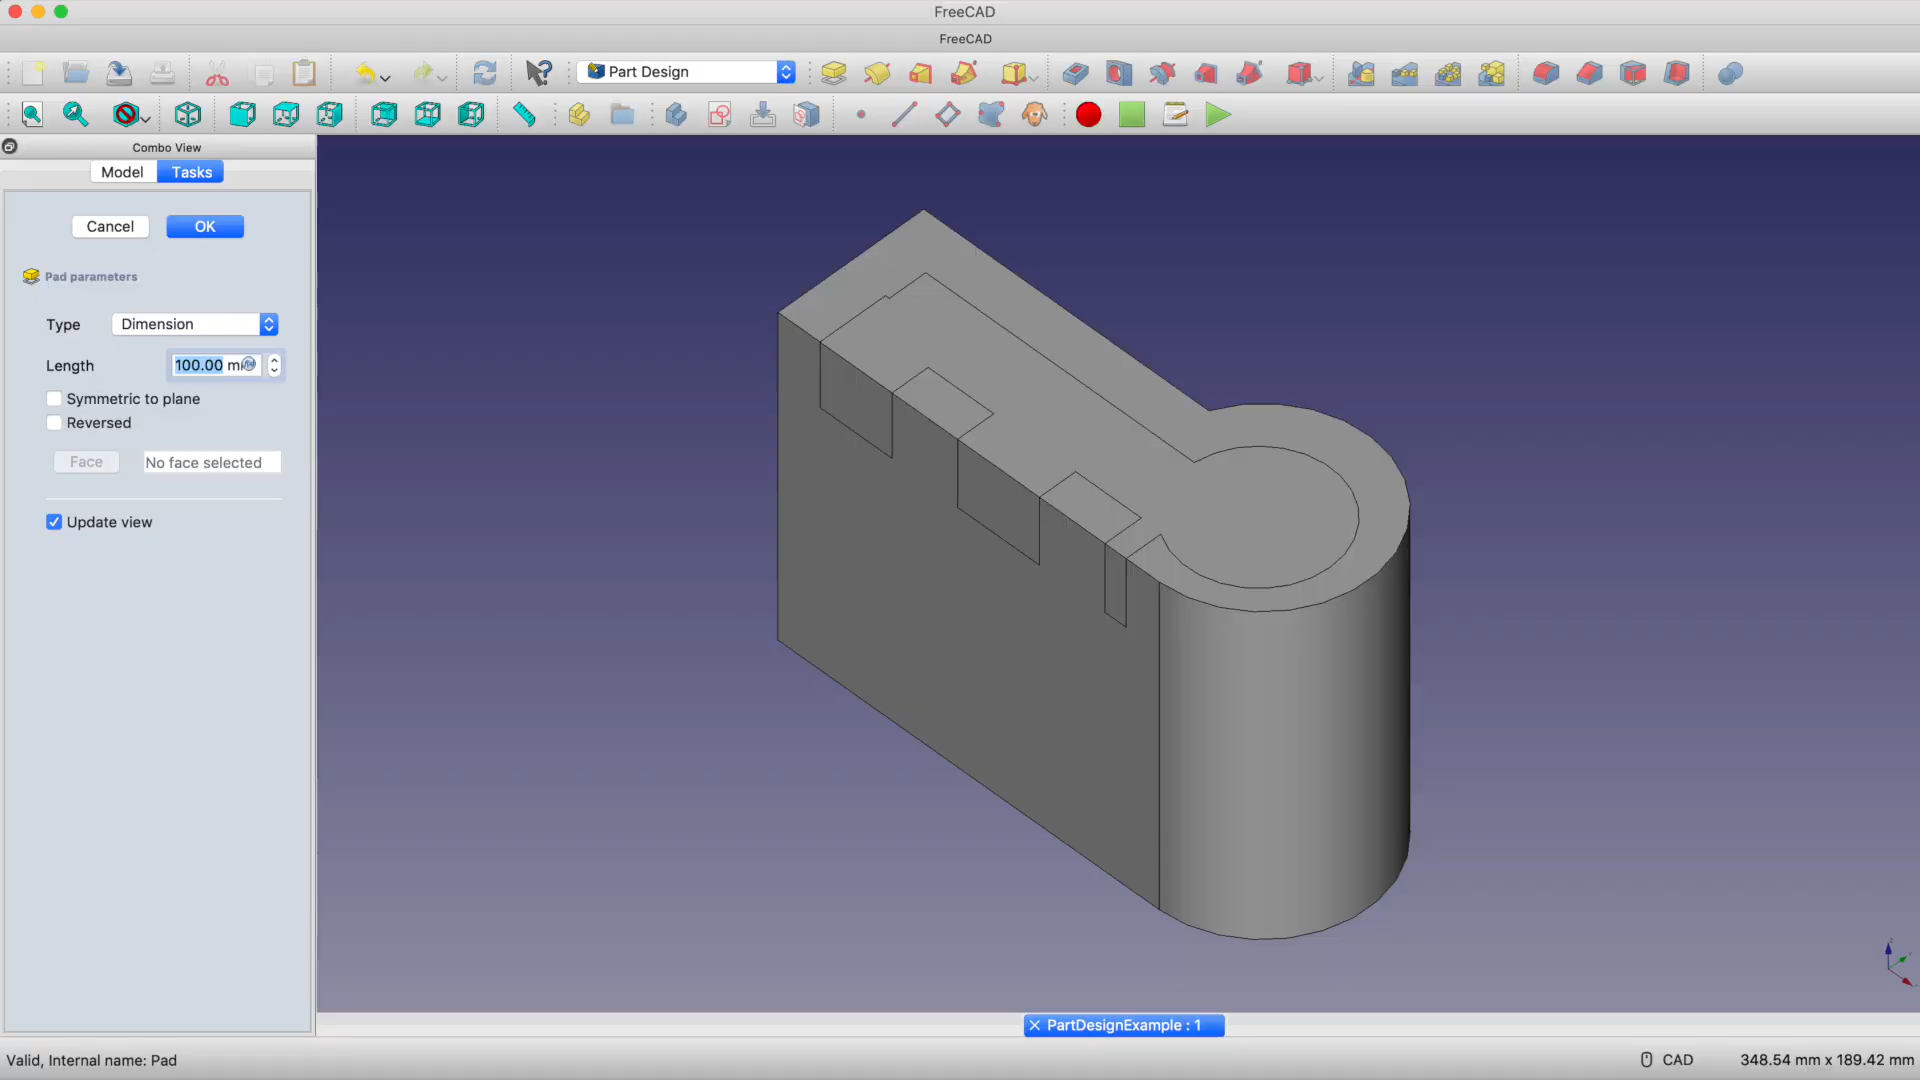 FreeCAD
FreeCAD
Part Design
Combo View
Model
Tasks
Cancel
OK
Pad parameters
Type
Dimension
Length
100.00
Symmetric to plane
Reversed
Face
No face selected
Update view
PartDesignExample : 1
Valid, Internal name: Pad
CAD
348.54 mm x 189.42 mm